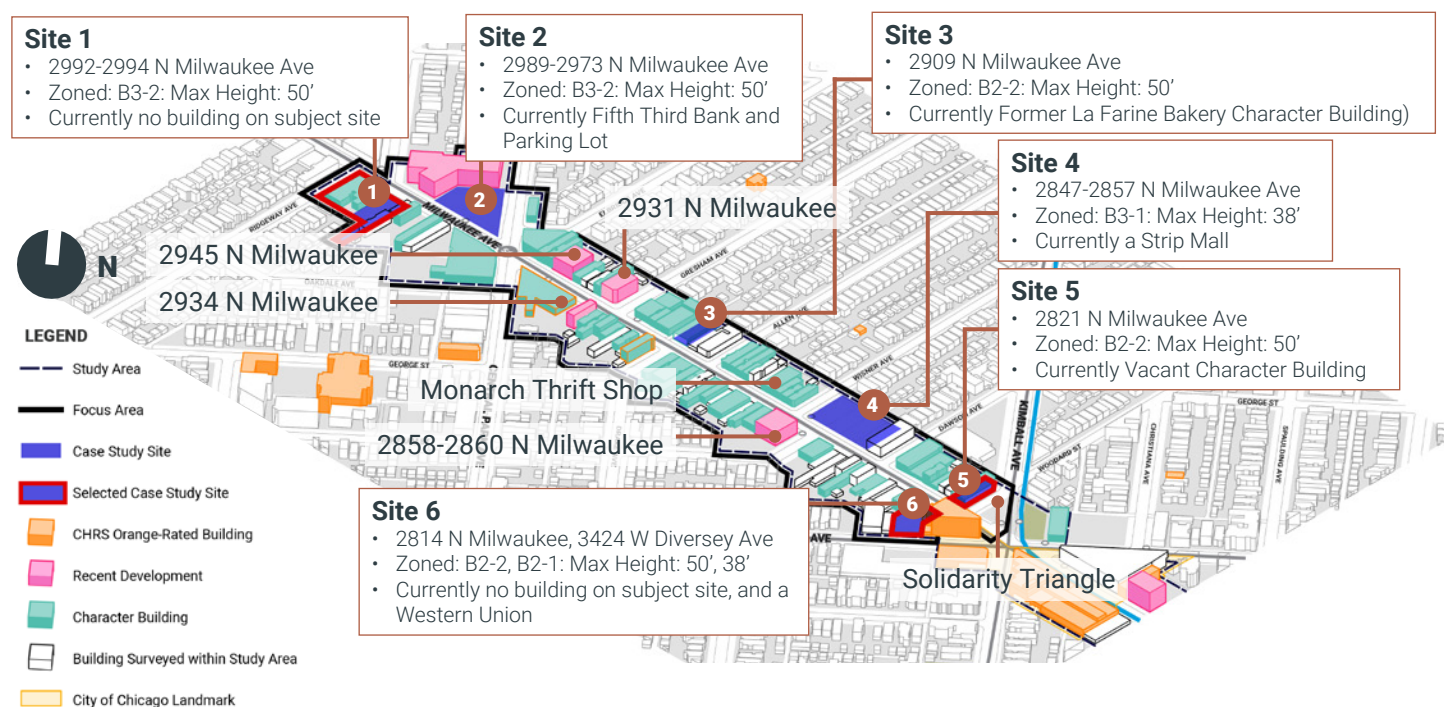 Site 1
• 2992-2994 N Milwaukee Ave
• Zoned: B3-2: Max Height: 50’
• Currently no building on subject site
Site 2
• 2989-2973 N Milwaukee Ave
• Zoned: B3-2: Max Height: 50’
• Currently Fifth Third Bank and
Parking Lot
Site 3
• 2909 N Milwaukee Ave
• Zoned: B2-2: Max Height: 50’
• Currently Former La Farine Bakery Character Building)
Site 4
• 2847-2857 N Milwaukee Ave
• Zoned: B3-1: Max Height: 38’
• Currently a Strip Mall
Site 5
• 2821 N Milwaukee Ave
• Zoned: B2-2: Max Height: 50’
• Currently Vacant Character Building
Site 6
• 2814 N Milwaukee, 3424 W Diversey Ave
• Zoned: B2-2, B2-1: Max Height: 50’, 38’
• Currently no building on subject site, and a
Western Union
1
2
3
4
5
6
2931 N Milwaukee
2945 N Milwaukee
2934 N Milwaukee
Monarch Thrift Shop
2858-2860 N Milwaukee
Solidarity Triangle
RIDGEWAY AVE
MILWAUKEE AVE
OAKDALE AVE
GRESHAM AVE
ALLEN AVE
WISNER AVE
DAWSON AVE
KIMBALL AVE
WOODARD ST
GEORGE ST
GEORGE ST
CHRISTIANA AVE
SPAULDING AVE
AVE
N
LEGEND
Study Area
Focus Area
Case Study Site
Selected Case Study Site
CHRS Orange-Rated Building
Recent Development
Character Building
Building Surveyed within Study Area
City of Chicago Landmark